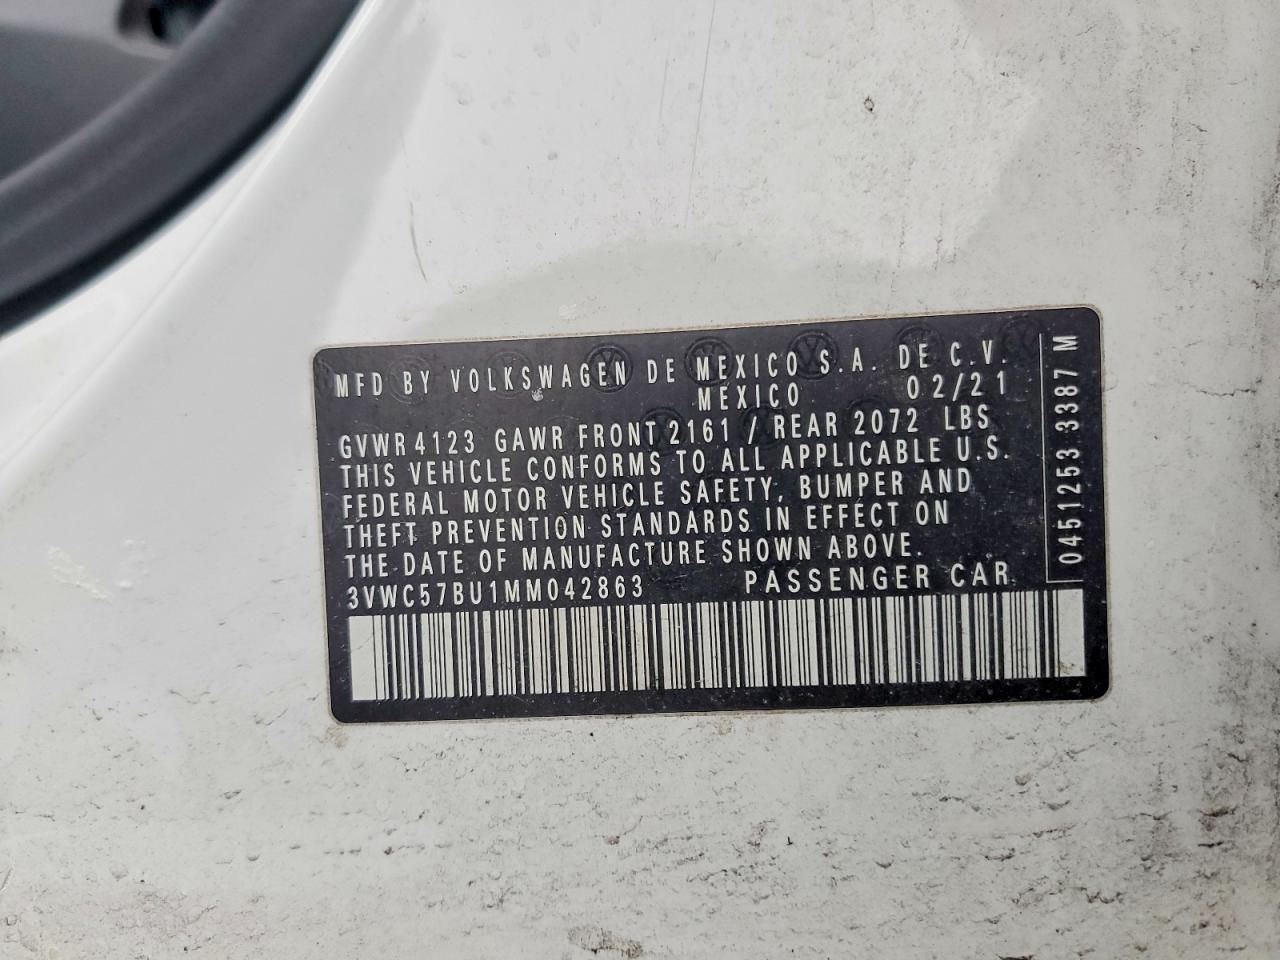 MFD BY VOLKSWAGEN DE MEXICO S.A. DE C.V.
MEXICO 02/21
GVWR 4123 GAWR FRONT 2161 / REAR 2072 LBS
THIS VEHICLE CONFORMS TO ALL APPLICABLE U.S.
FEDERAL MOTOR VEHICLE SAFETY, BUMPER AND
THEFT PREVENTION STANDARDS IN EFFECT ON
THE DATE OF MANUFACTURE SHOWN ABOVE.
3VWC57BU1MM042863 PASSENGER CAR
0451253 3387 M